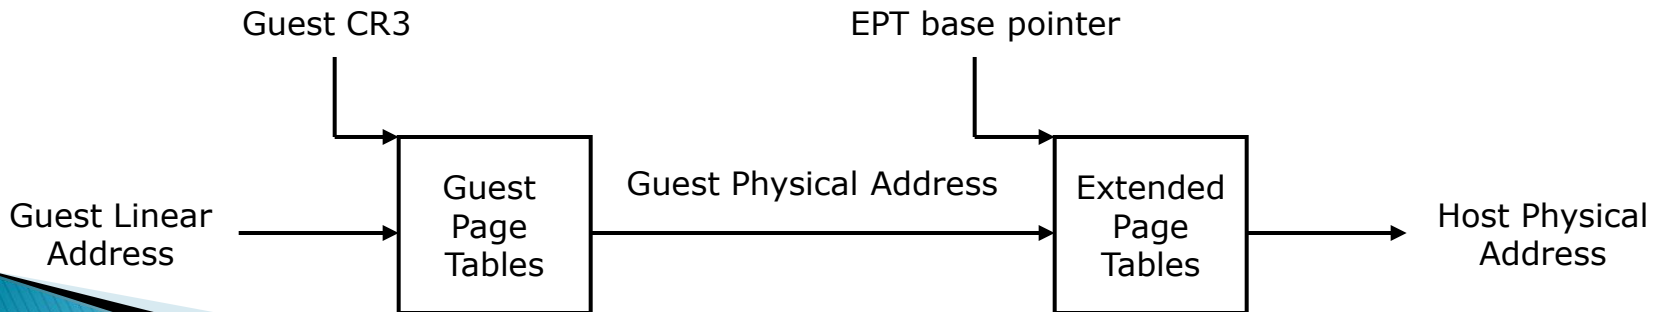 Guest CR3
EPT base pointer
Guest Linear
Address
Guest
Page
Tables
Guest Physical Address
Extended
Page
Tables
Host Physical
Address